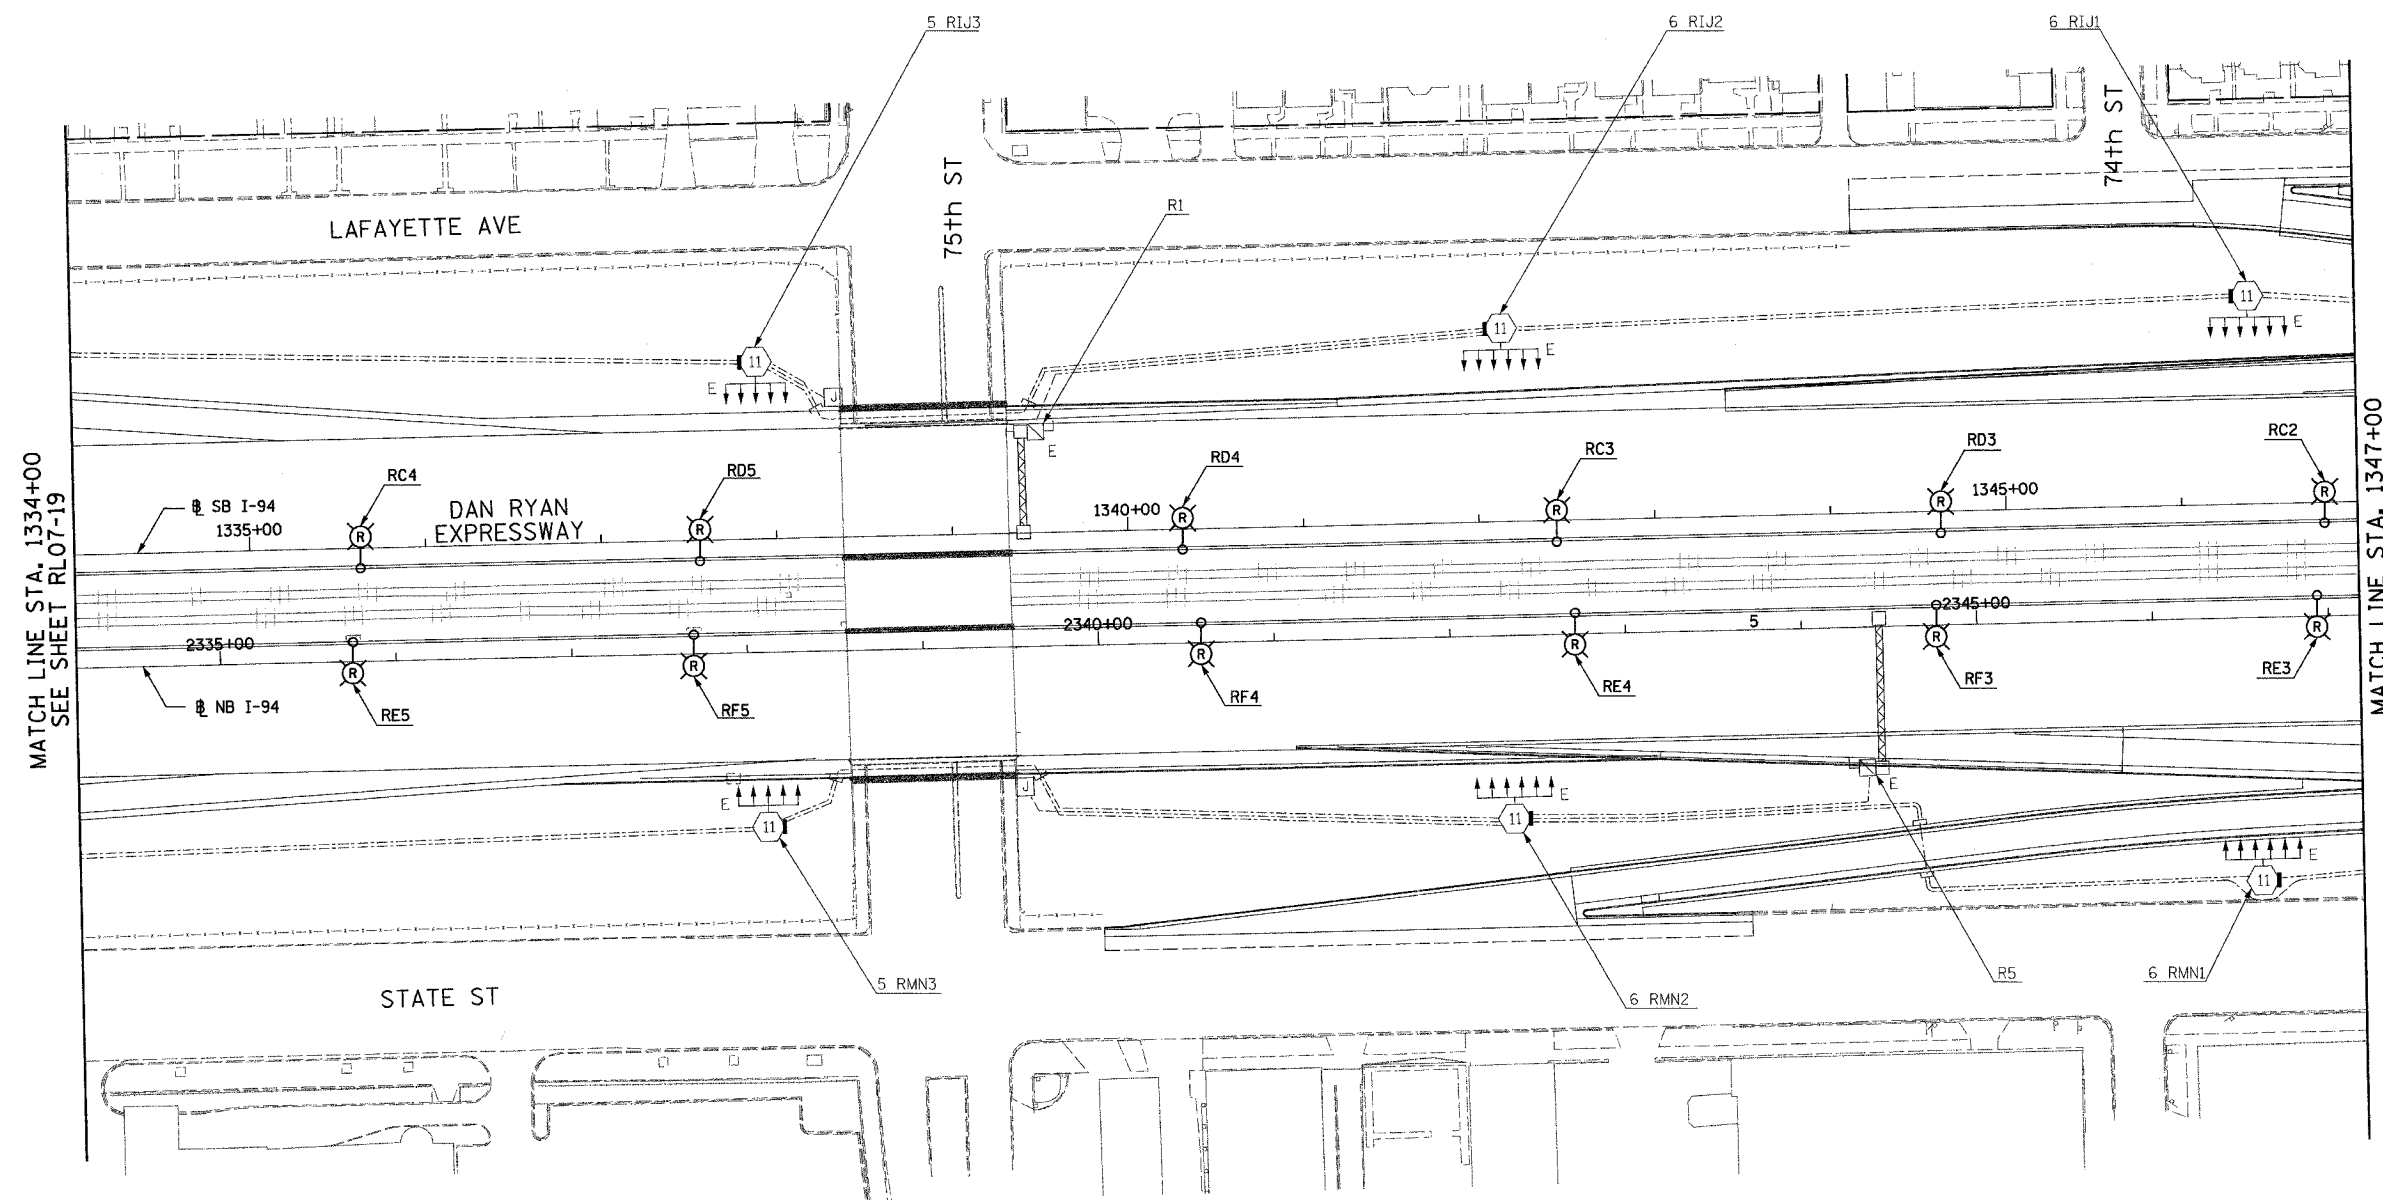 5 RIJ3
6 RIJ2
6 RIJ1
74th ST
75th ST
R1
LAFAYETTE AVE
11
E
11
E
11
E
J
E
MATCH LINE STA. 1334+00
SEE SHEET RL07-19
MATCH LINE STA. 1347+00
RC4
RD5
RD4
RC3
RD3
RC2
℄ SB I-94
1335+00
DAN RYAN
EXPRESSWAY
1340+00
1345+00
R
R
R
R
R
R
2335+00
2340+00
5
2345+00
R
R
R
R
R
R
℄ NB I-94
RE5
RF5
RF4
RE4
RF3
RE3
E
11
J
E
11
E
E
11
5 RMN3
6 RMN2
R5
6 RMN1
STATE ST